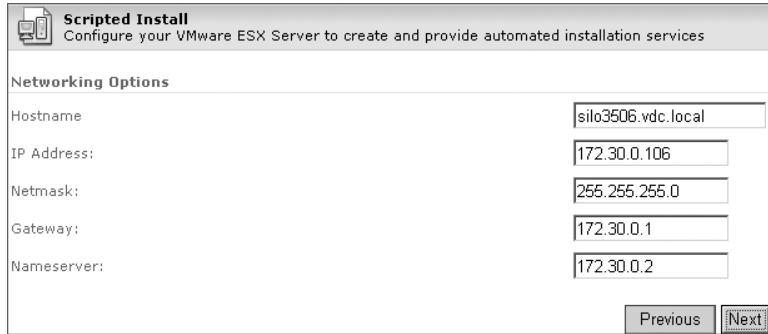 Scripted Install
Configure your VMware ESX Server to create and provide automated installation services
Networking Options
Hostname silo3506.vdc.local
IP Address: 172.30.0.106
Netmask: 255.255.255.0
Gateway: 172.30.0.1
Nameserver: 172.30.0.2
Previous Next